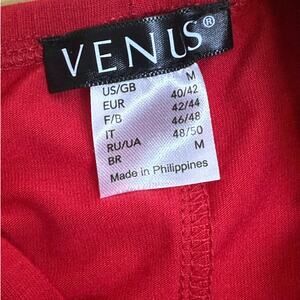 VENUS®
US/GB M
EUR 40/42
F/B 42/44
IT 46/48
RU/UA 48/50
BR M
Made in Philippines